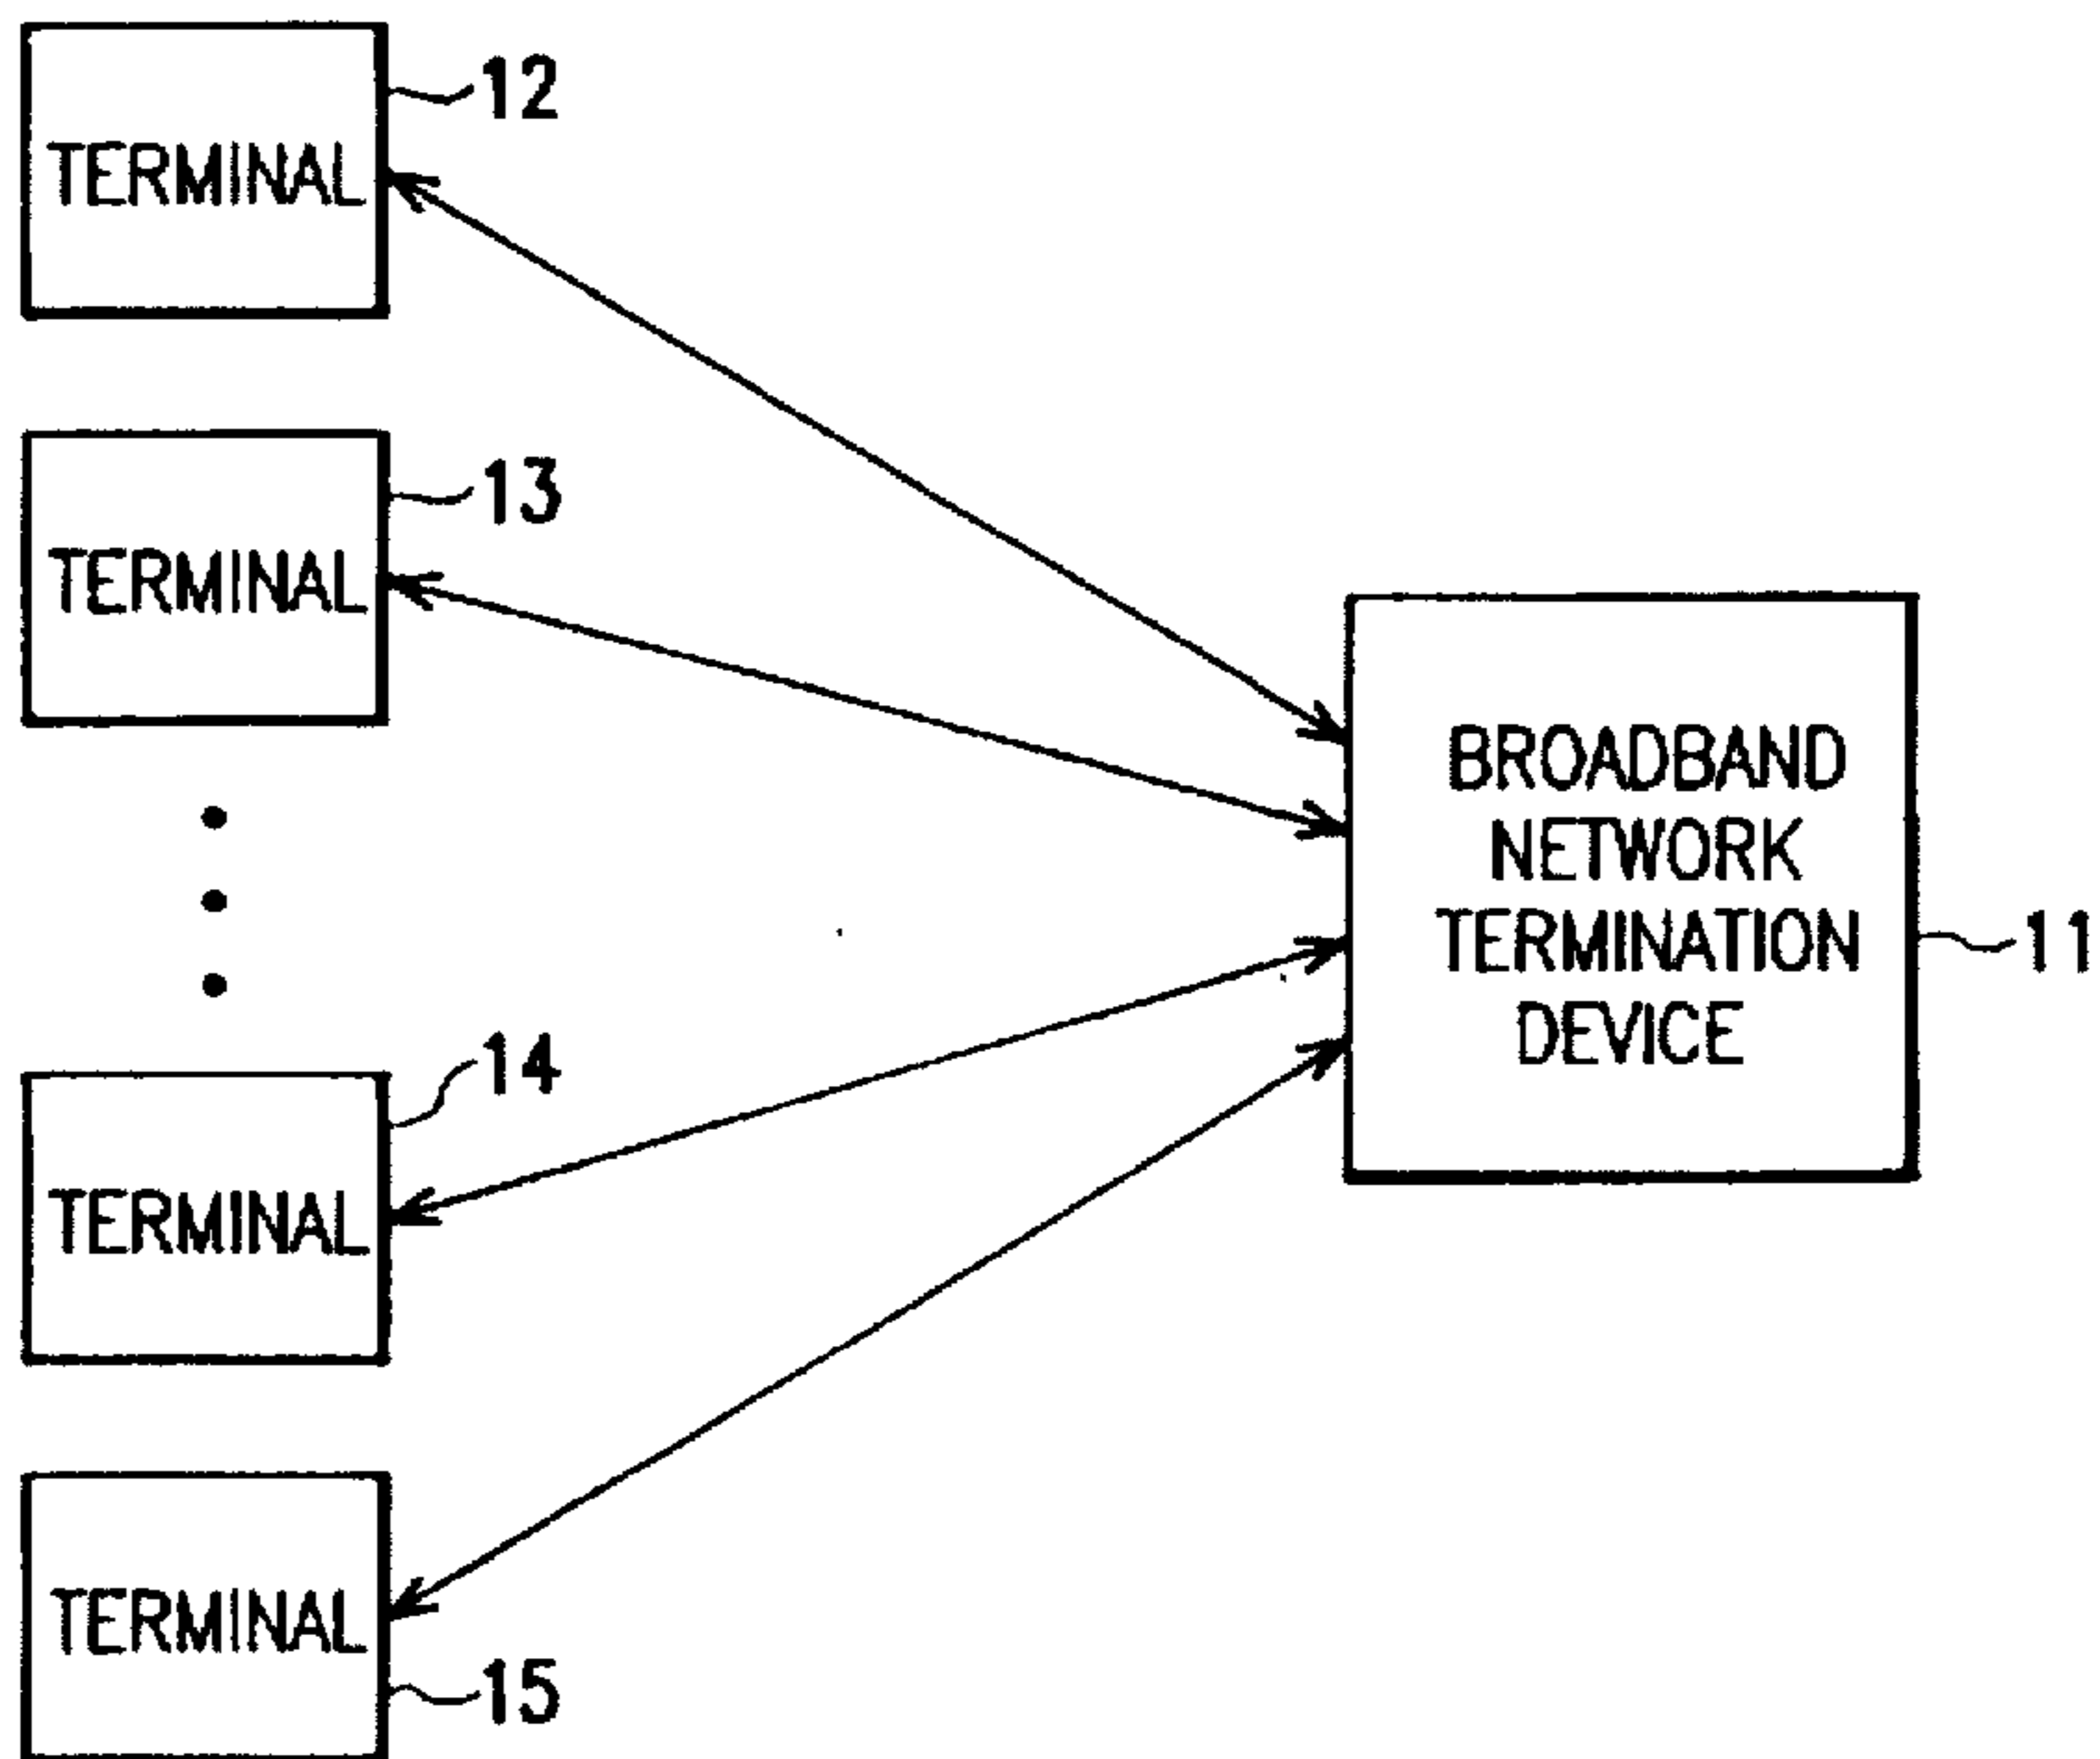 12
TERMINAL
13
TERMINAL
14
TERMINAL
TERMINAL
15
BROADBAND
NETWORK
TERMINATION
DEVICE
11